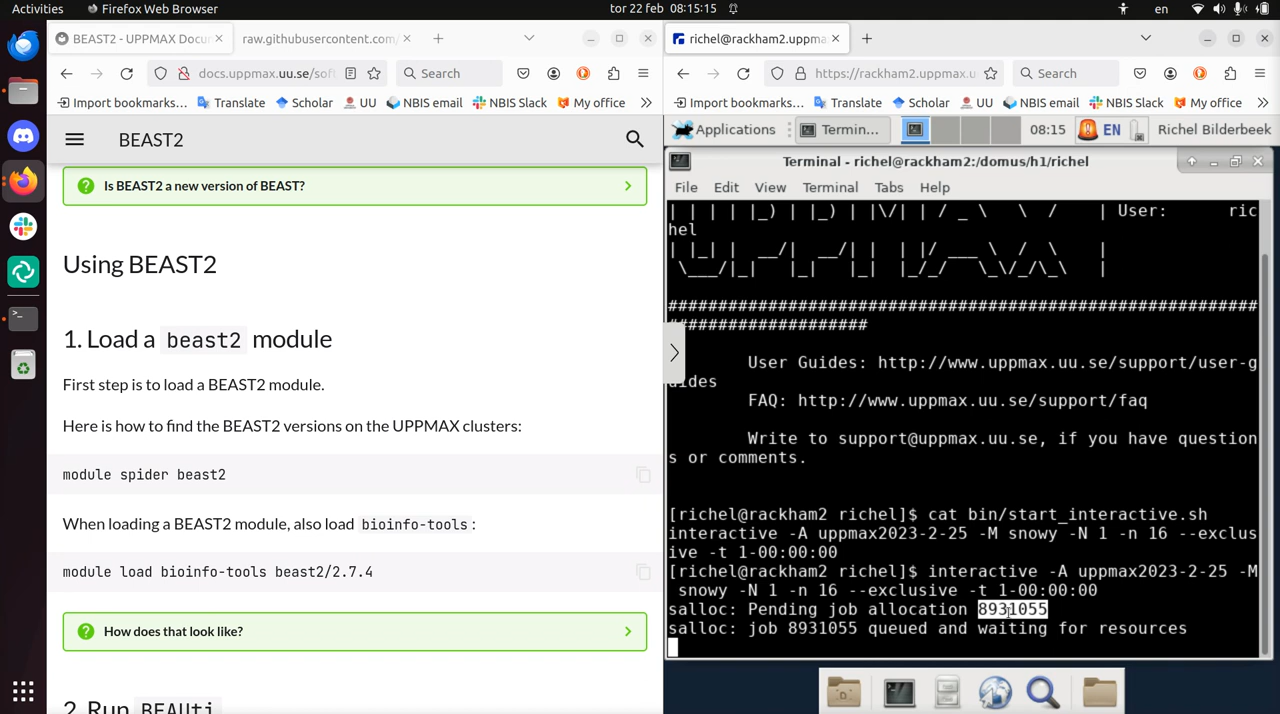 Activities
Firefox Web Browser
tor 22 feb 08:15:15
en
BEAST2 - UPPMAX Docu
raw.githubusercontent.com/
docs.uppmax.uu.se/sof
Search
Import bookmarks...
Translate
Scholar
UU
NBIS email
NBIS Slack
My office
BEAST2
Is BEAST2 a new version of BEAST?
Using BEAST2
1. Load a beast2 module
First step is to load a BEAST2 module.
Here is how to find the BEAST2 versions on the UPPMAX clusters:
module spider beast2
When loading a BEAST2 module, also load bioinfo-tools:
module load bioinfo-tools beast2/2.7.4
How does that look like?
2. Run BEAUti
richel@rackham2.uppma
https://rackham2.uppmax.u
Search
Import bookmarks...
Translate
Scholar
UU
NBIS email
NBIS Slack
My office
Applications
Termin...
08:15
EN
Richel Bilderbeek
Terminal - richel@rackham2:/domus/h1/richel
File Edit View Terminal Tabs Help
| | | | |_) | |_) | |\/| | / _ \   \  /     | User:      ric
hel
| |_| |  __/|  __/| |  | |/ ___ \  /  \     |
 \___/|_|   |_|   |_|  |_/_/   \_\/_/\_\    |
###########################################################
####################
User Guides: http://www.uppmax.uu.se/support/user-g
uides
FAQ: http://www.uppmax.uu.se/support/faq
Write to support@uppmax.uu.se, if you have question
s or comments.
[richel@rackham2 richel]$ cat bin/start_interactive.sh
interactive -A uppmax2023-2-25 -M snowy -N 1 -n 16 --exclus
ive -t 1-00:00:00
[richel@rackham2 richel]$ interactive -A uppmax2023-2-25 -M
 snowy -N 1 -n 16 --exclusive -t 1-00:00:00
salloc: Pending job allocation 8931055
salloc: job 8931055 queued and waiting for resources